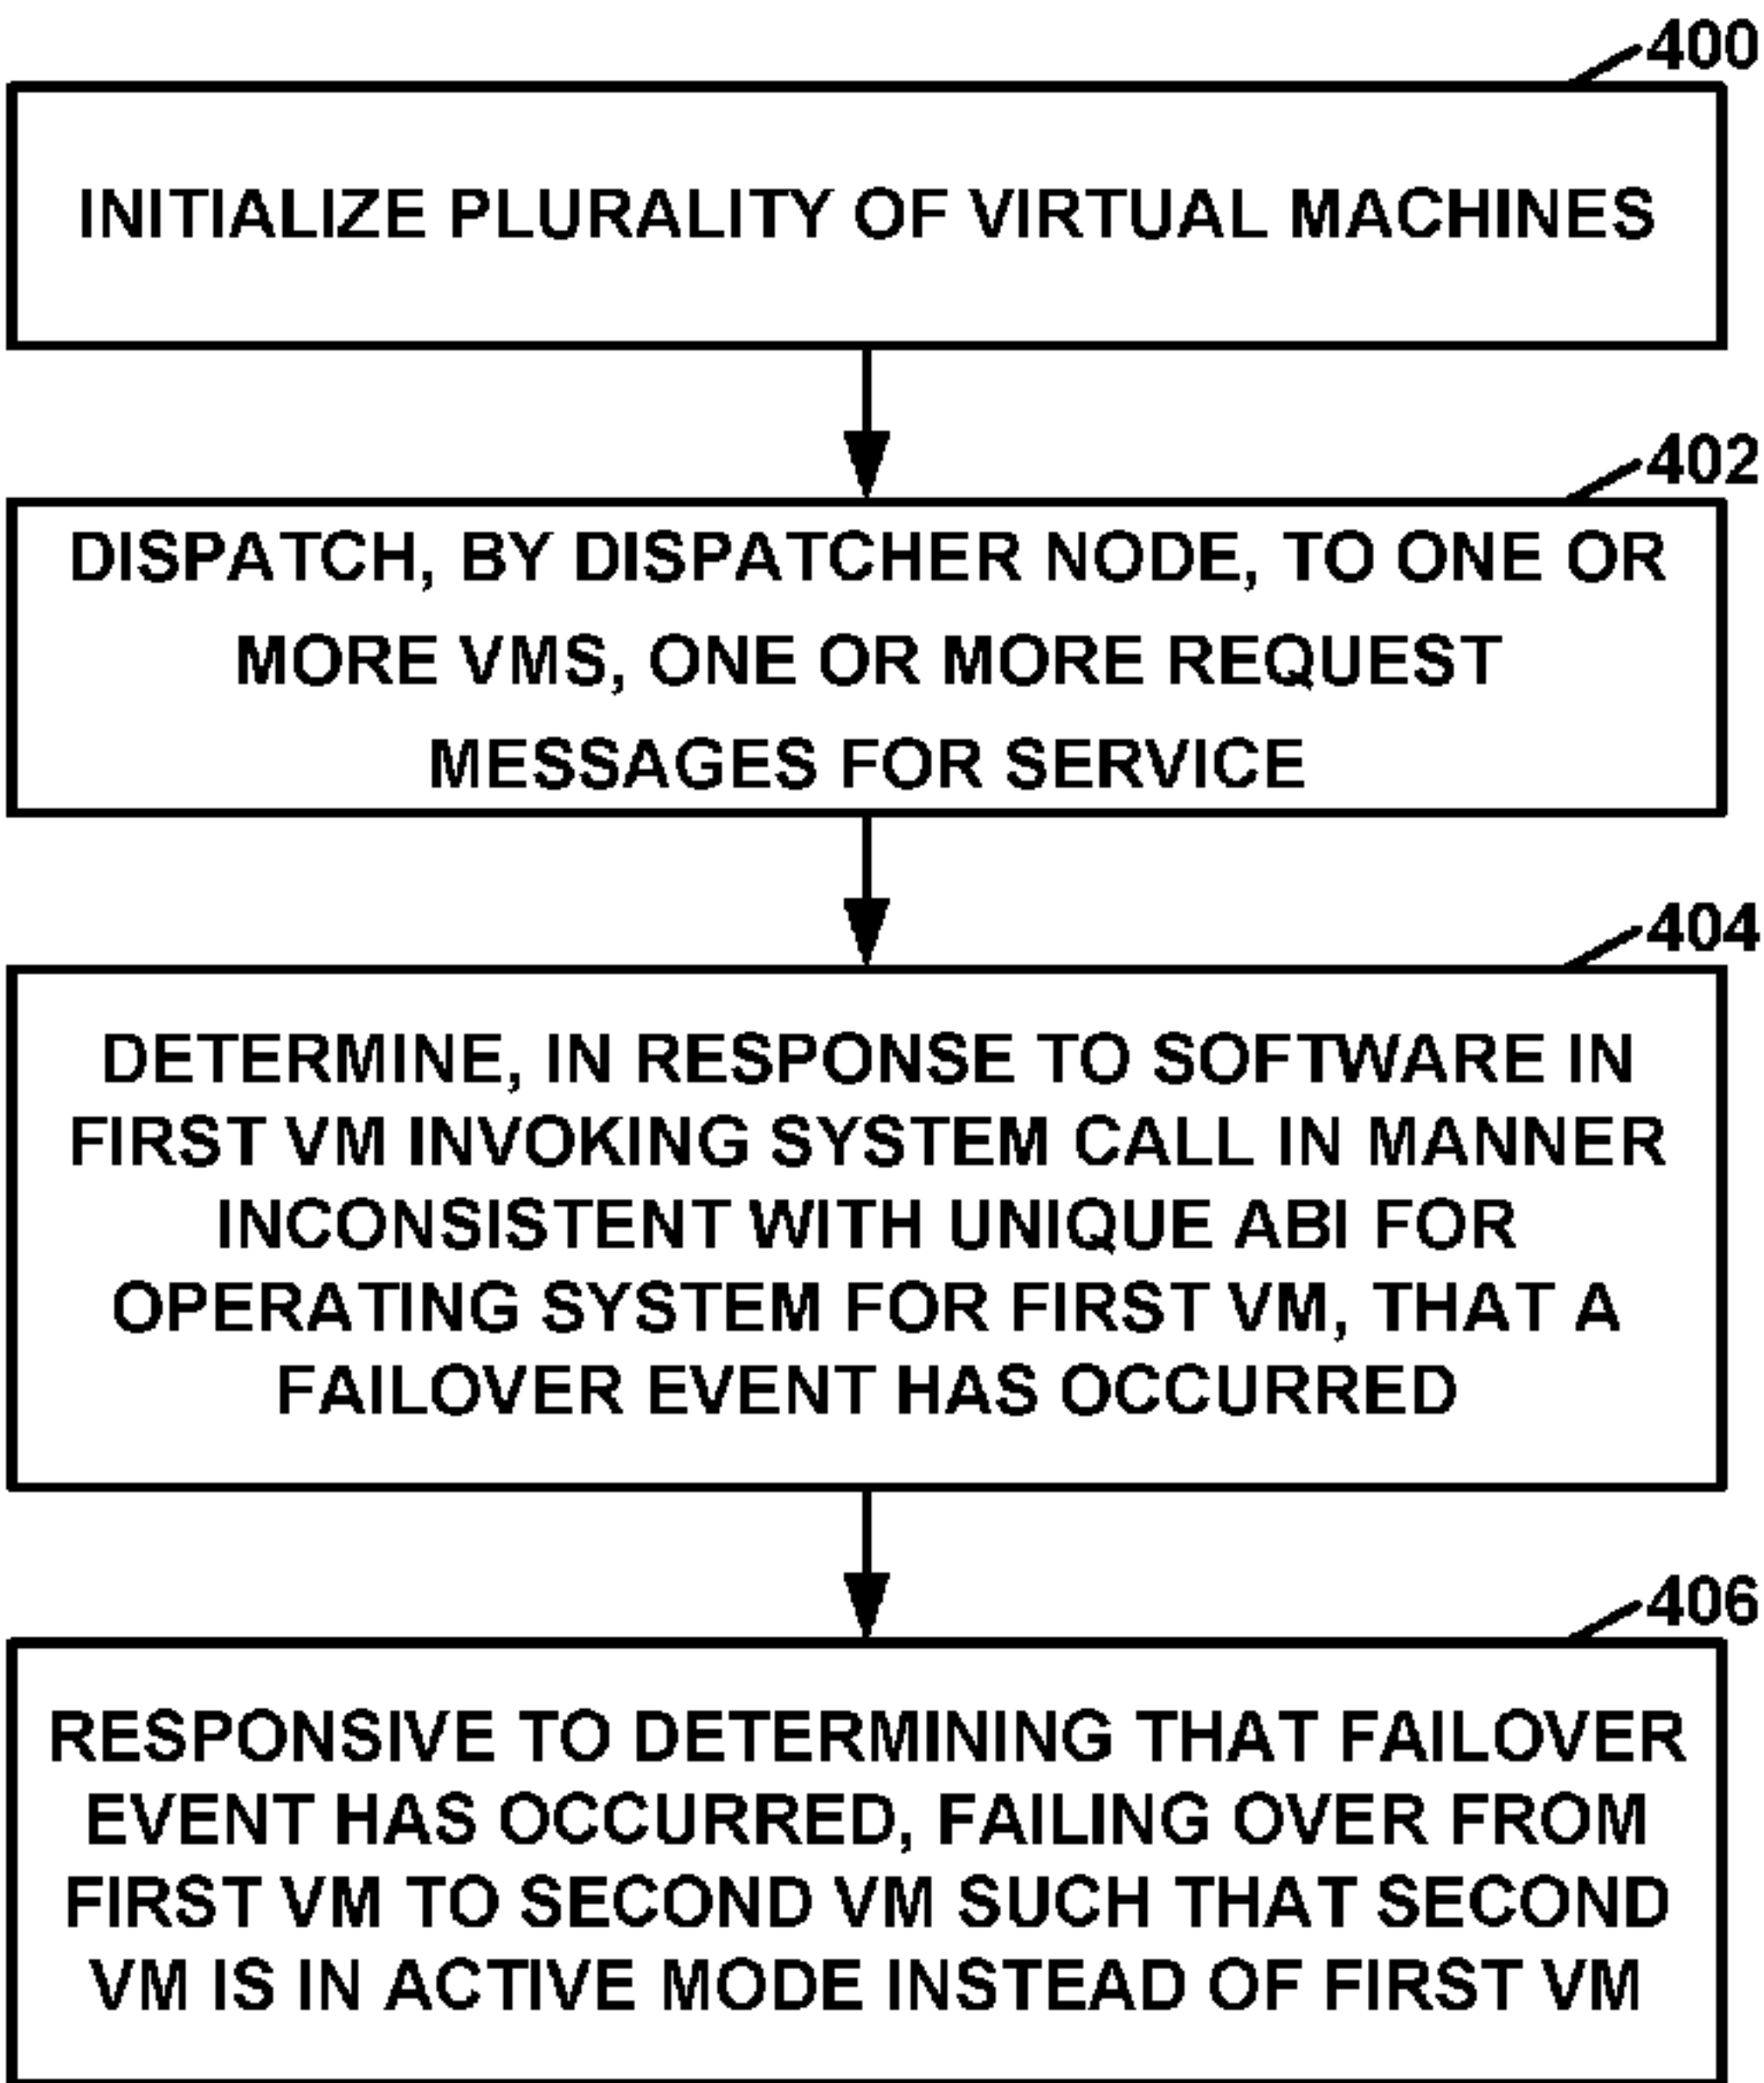 400
INITIALIZE PLURALITY OF VIRTUAL MACHINES
402
DISPATCH, BY DISPATCHER NODE, TO ONE OR
MORE VMS, ONE OR MORE REQUEST
MESSAGES FOR SERVICE
404
DETERMINE, IN RESPONSE TO SOFTWARE IN
FIRST VM INVOKING SYSTEM CALL IN MANNER
INCONSISTENT WITH UNIQUE ABI FOR
OPERATING SYSTEM FOR FIRST VM, THAT A
FAILOVER EVENT HAS OCCURRED
406
RESPONSIVE TO DETERMINING THAT FAILOVER
EVENT HAS OCCURRED, FAILING OVER FROM
FIRST VM TO SECOND VM SUCH THAT SECOND
VM IS IN ACTIVE MODE INSTEAD OF FIRST VM